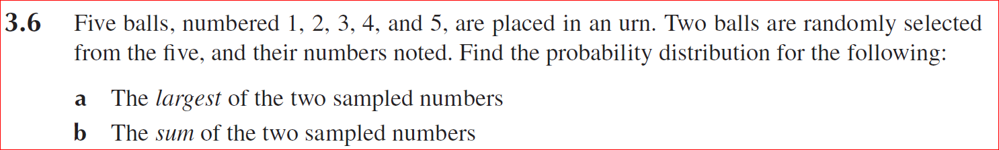 3.6 Five balls, numbered 1, 2, 3, 4, and 5, are placed in an urn. Two balls are randomly selected
from the five, and their numbers noted. Find the probability distribution for the following:
a The largest of the two sampled numbers
b The sum of the two sampled numbers